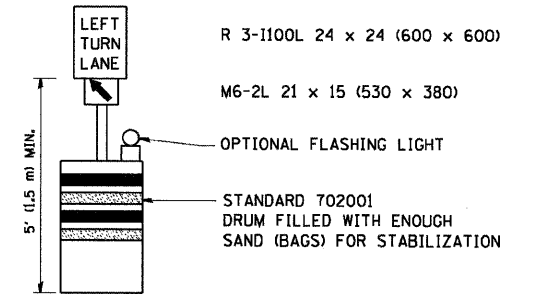 LEFT
TURN
LANE
R 3-I100L 24 x 24 (600 x 600)
M6-2L 21 x 15 (530 x 380)
OPTIONAL FLASHING LIGHT
5' (1.5 m) MIN.
STANDARD 702001
DRUM FILLED WITH ENOUGH
SAND (BAGS) FOR STABILIZATION